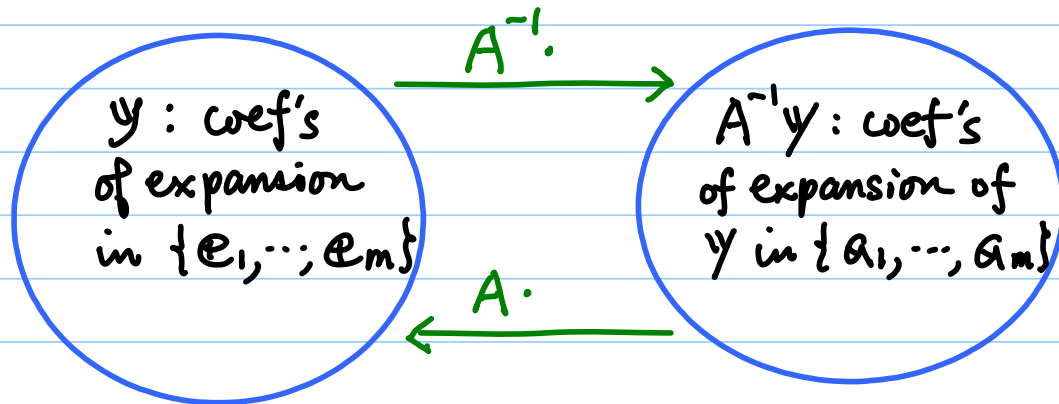 A⁻¹·
y : coef's
of expansion
in {e₁,⋯,eₘ}
A⁻¹y : coef's
of expansion of
y in {a₁,⋯,aₘ}
A·